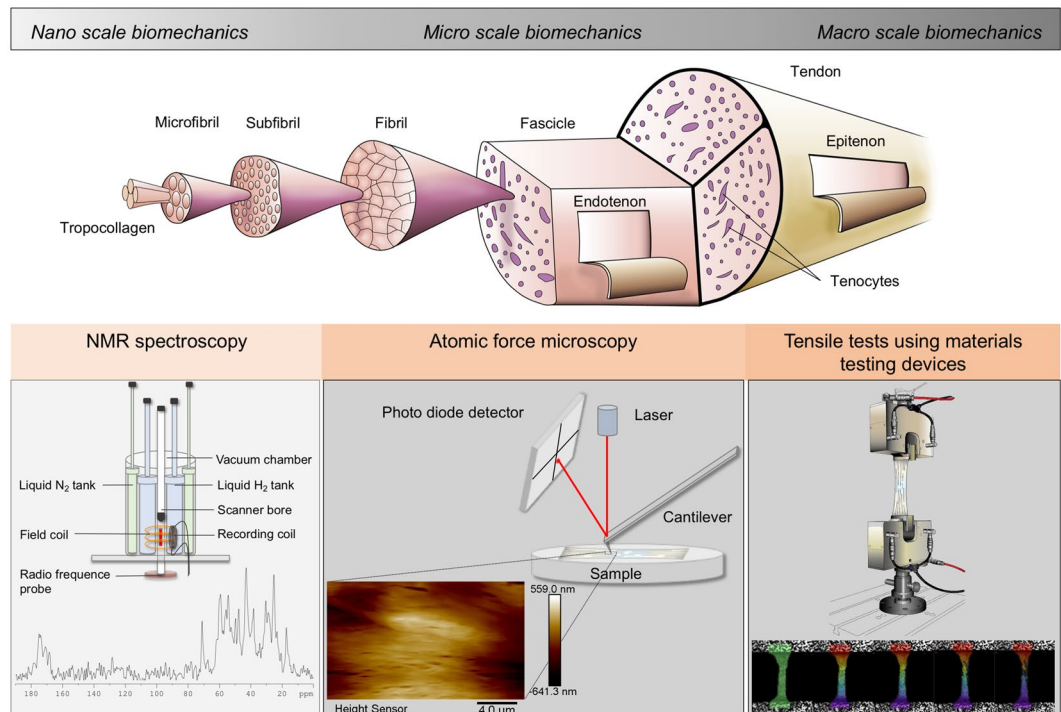 Nano scale biomechanics
Micro scale biomechanics
Macro scale biomechanics
Tendon
Microfibril
Subfibril
Fibril
Fascicle
Epitenon
Endotenon
Tropocollagen
Tenocytes
NMR spectroscopy
Atomic force microscopy
Tensile tests using materials
testing devices
Vacuum chamber
Liquid N2 tank
Liquid H2 tank
Scanner bore
Field coil
Recording coil
Radio frequence
probe
180
160
140
120
100
80
60
40
20
ppm
Photo diode detector
Laser
Cantilever
Sample
559.0 nm
-641.3 nm
Height Sensor
4.0 µm